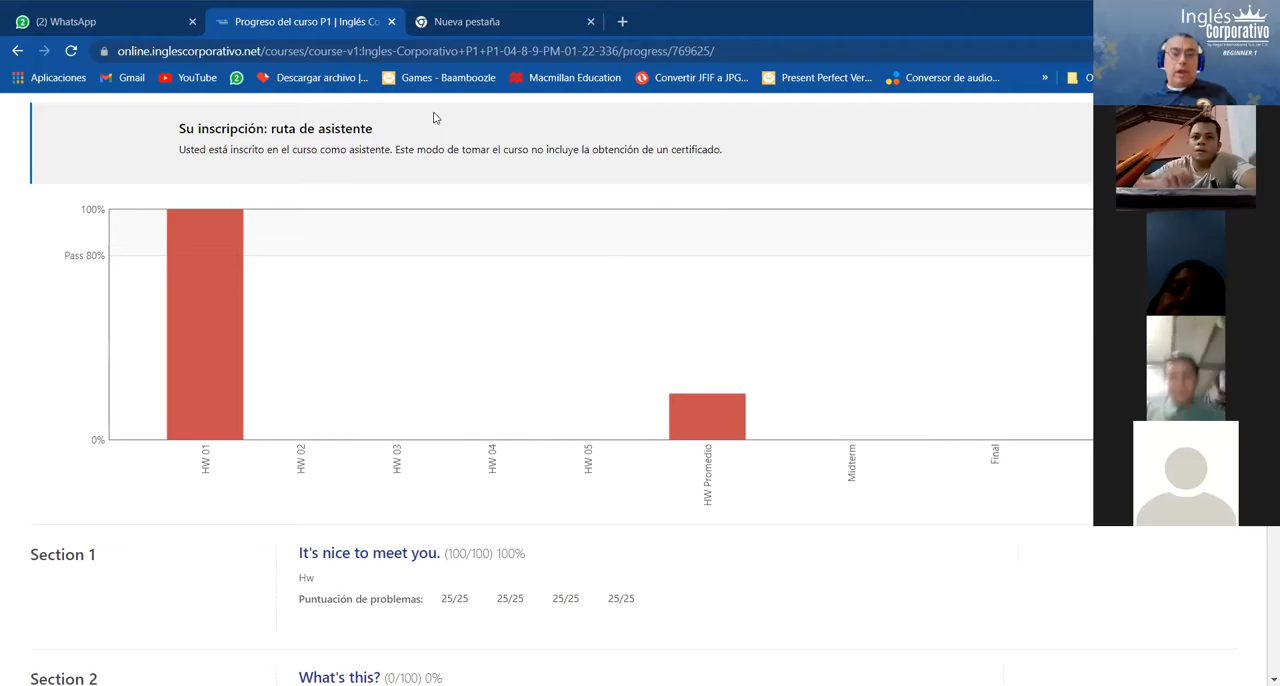 (2) WhatsApp
Progreso del curso P1 | Inglés Co
Nueva pestaña
online.inglescorporativo.net/courses/course-v1:Ingles-Corporativo+P1+P1-04-8-9-PM-01-22-336/progress/769625/
Aplicaciones Gmail YouTube Descargar archivo |... Games - Baamboozle Macmillan Education Convertir JFIF a JPG... Present Perfect Ver... Conversor de audio... » O
Inglés
Corporativo
BEGINNER 1
Su inscripción: ruta de asistente
Usted está inscrito en el curso como asistente. Este modo de tomar el curso no incluye la obtención de un certificado.
100%
Pass 80%
0%
HW 01
HW 02
HW 03
HW 04
HW 05
HW Promedio
Midterm
Final
Section 1
It's nice to meet you. (100/100) 100%
Hw
Puntuación de problemas: 25/25 25/25 25/25 25/25
Section 2
What's this? (0/100) 0%